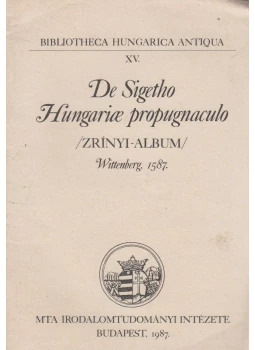 BIBLIOTHECA HUNGARICA ANTIQUA
XV.
De Sigetho
Hungariæ propugnaculo
/ZRÍNYI-ALBUM/
Wittenberg, 1587.
MTA IRODALOMTUDOMÁNYI INTÉZETE
BUDAPEST, 1987.